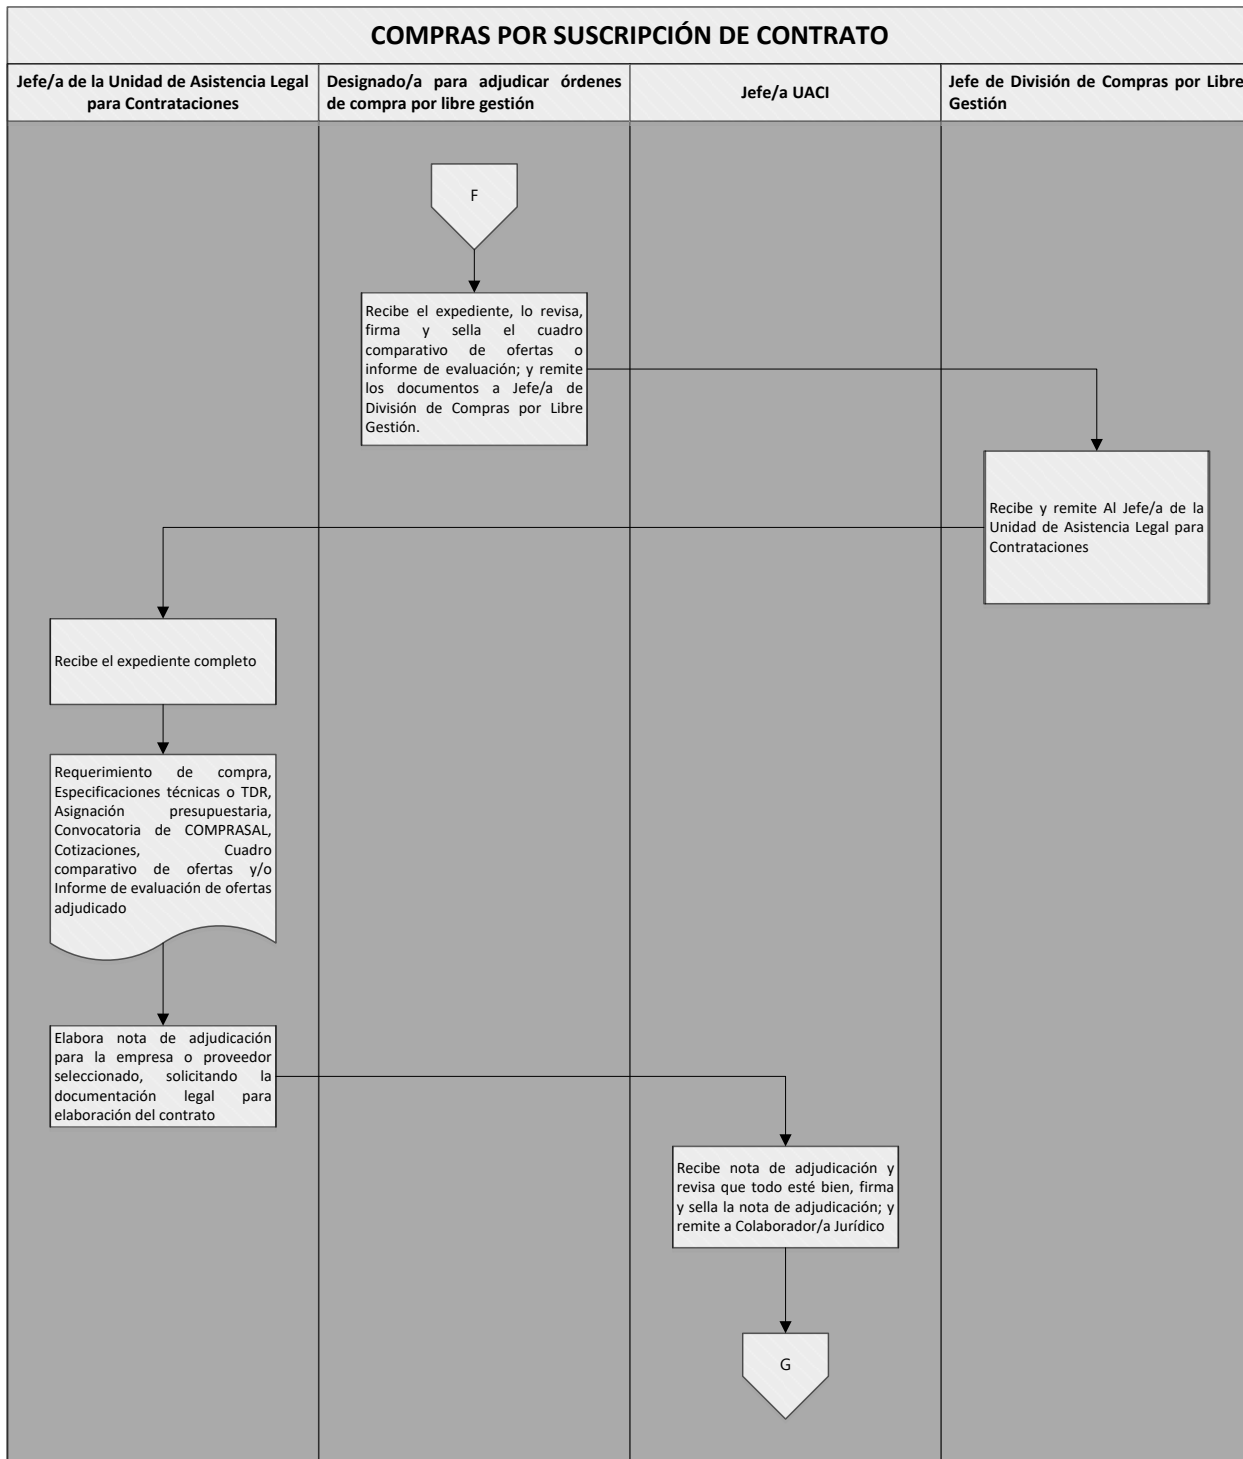 COMPRAS POR SUSCRIPCIÓN DE CONTRATO
Jefe/a de la Unidad de Asistencia Legal
para Contrataciones
Designado/a para adjudicar órdenes
de compra por libre gestión
Jefe/a UACI
Jefe de División de Compras por Libre
Gestión
F
Recibe el expediente, lo revisa,
firma y sella el cuadro
comparativo de ofertas o
informe de evaluación; y remite
los documentos a Jefe/a de
División de Compras por Libre
Gestión.
Recibe y remite Al Jefe/a de la
Unidad de Asistencia Legal para
Contrataciones
Recibe el expediente completo
Requerimiento de compra,
Especificaciones técnicas o TDR,
Asignación presupuestaria,
Convocatoria de COMPRASAL,
Cotizaciones, Cuadro
comparativo de ofertas y/o
Informe de evaluación de ofertas
adjudicado
Elabora nota de adjudicación
para la empresa o proveedor
seleccionado, solicitando la
documentación legal para
elaboración del contrato
Recibe nota de adjudicación y
revisa que todo esté bien, firma
y sella la nota de adjudicación; y
remite a Colaborador/a Jurídico
G